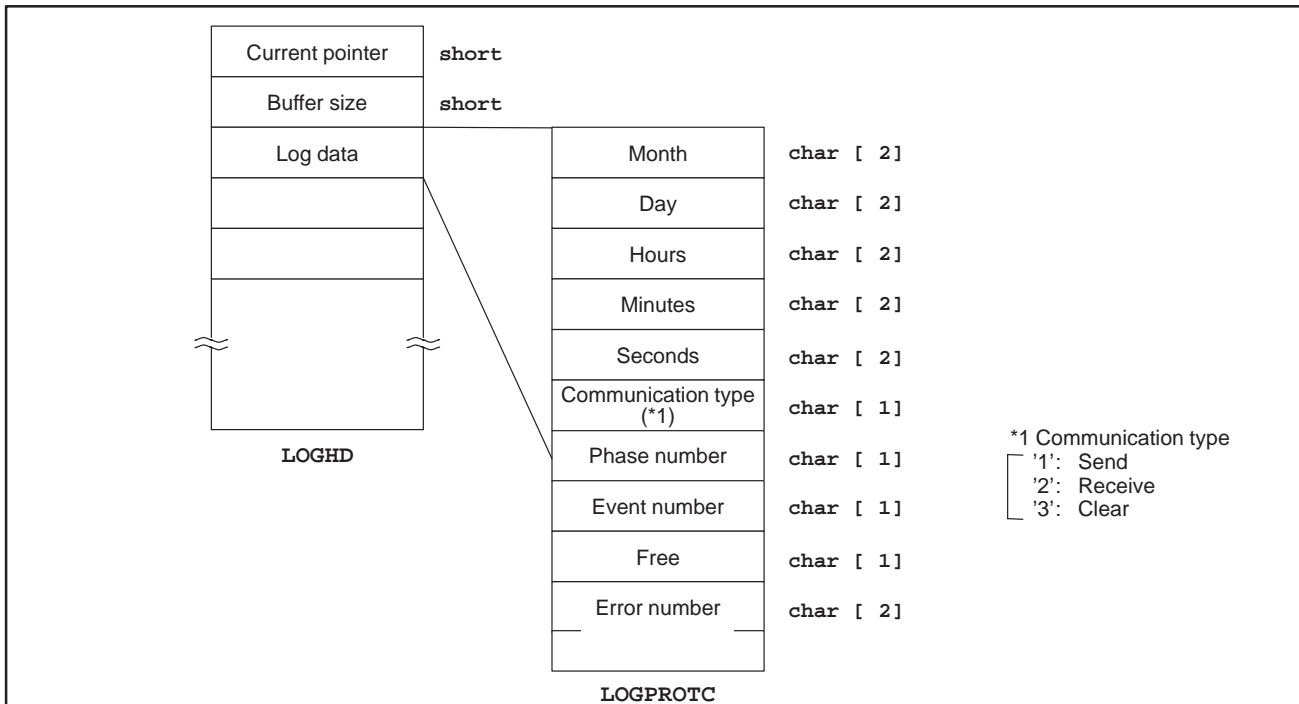 Current pointer short
Buffer size short
Log data
LOGHD
Month char [ 2]
Day char [ 2]
Hours char [ 2]
Minutes char [ 2]
Seconds char [ 2]
Communication type
(*1) char [ 1]
Phase number char [ 1]
Event number char [ 1]
Free char [ 1]
Error number char [ 2]
LOGPROTC
*1 Communication type
’1’: Send
’2’: Receive
’3’: Clear